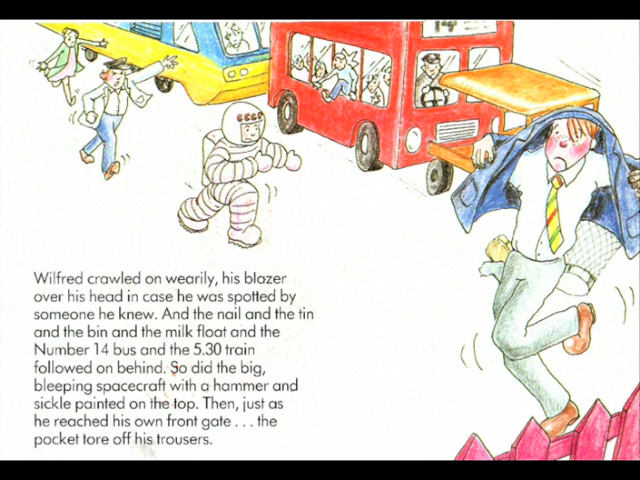 14
CCCP
Wilfred crawled on wearily, his blazer
over his head in case he was spotted by
someone he knew. And the nail and the tin
and the bin and the milk float and the
Number 14 bus and the 5.30 train
followed on behind. So did the big,
bleeping spacecraft with a hammer and
sickle painted on the top. Then, just as
he reached his own front gate . . . the
pocket tore off his trousers.